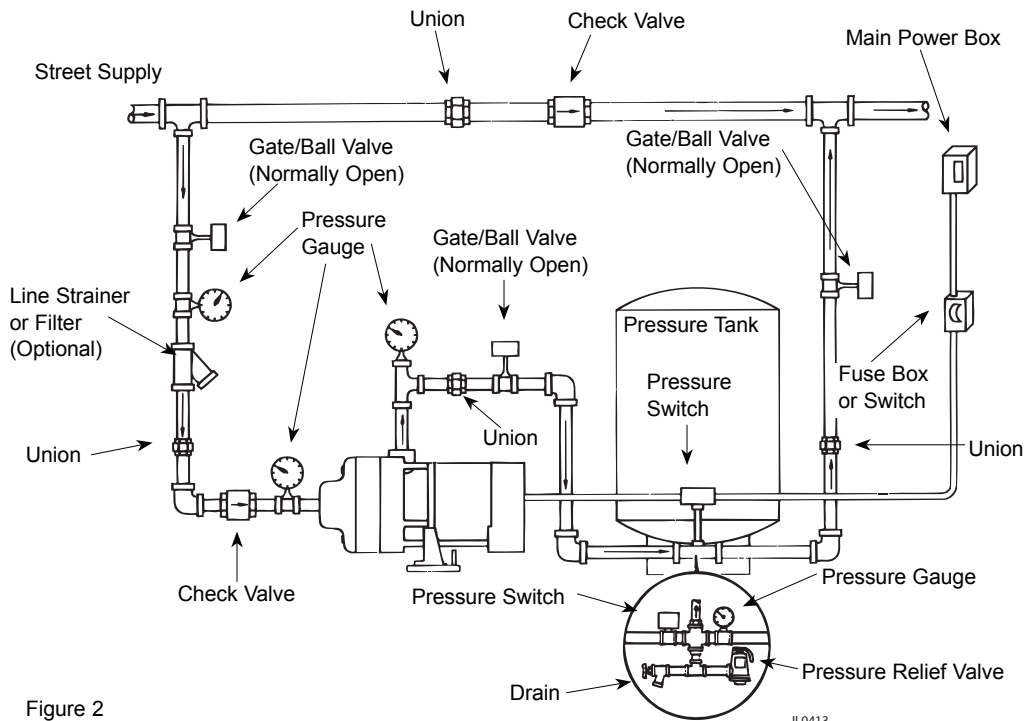 Union
Check Valve
Main Power Box
Street Supply
Gate/Ball Valve
(Normally Open)
Gate/Ball Valve
(Normally Open)
Pressure
Gauge
Gate/Ball Valve
(Normally Open)
Line Strainer
or Filter
(Optional)
Pressure Tank
Pressure
Switch
Fuse Box
or Switch
Union
Union
Union
Check Valve
Pressure Switch
Pressure Gauge
Pressure Relief Valve
Drain
Figure 2